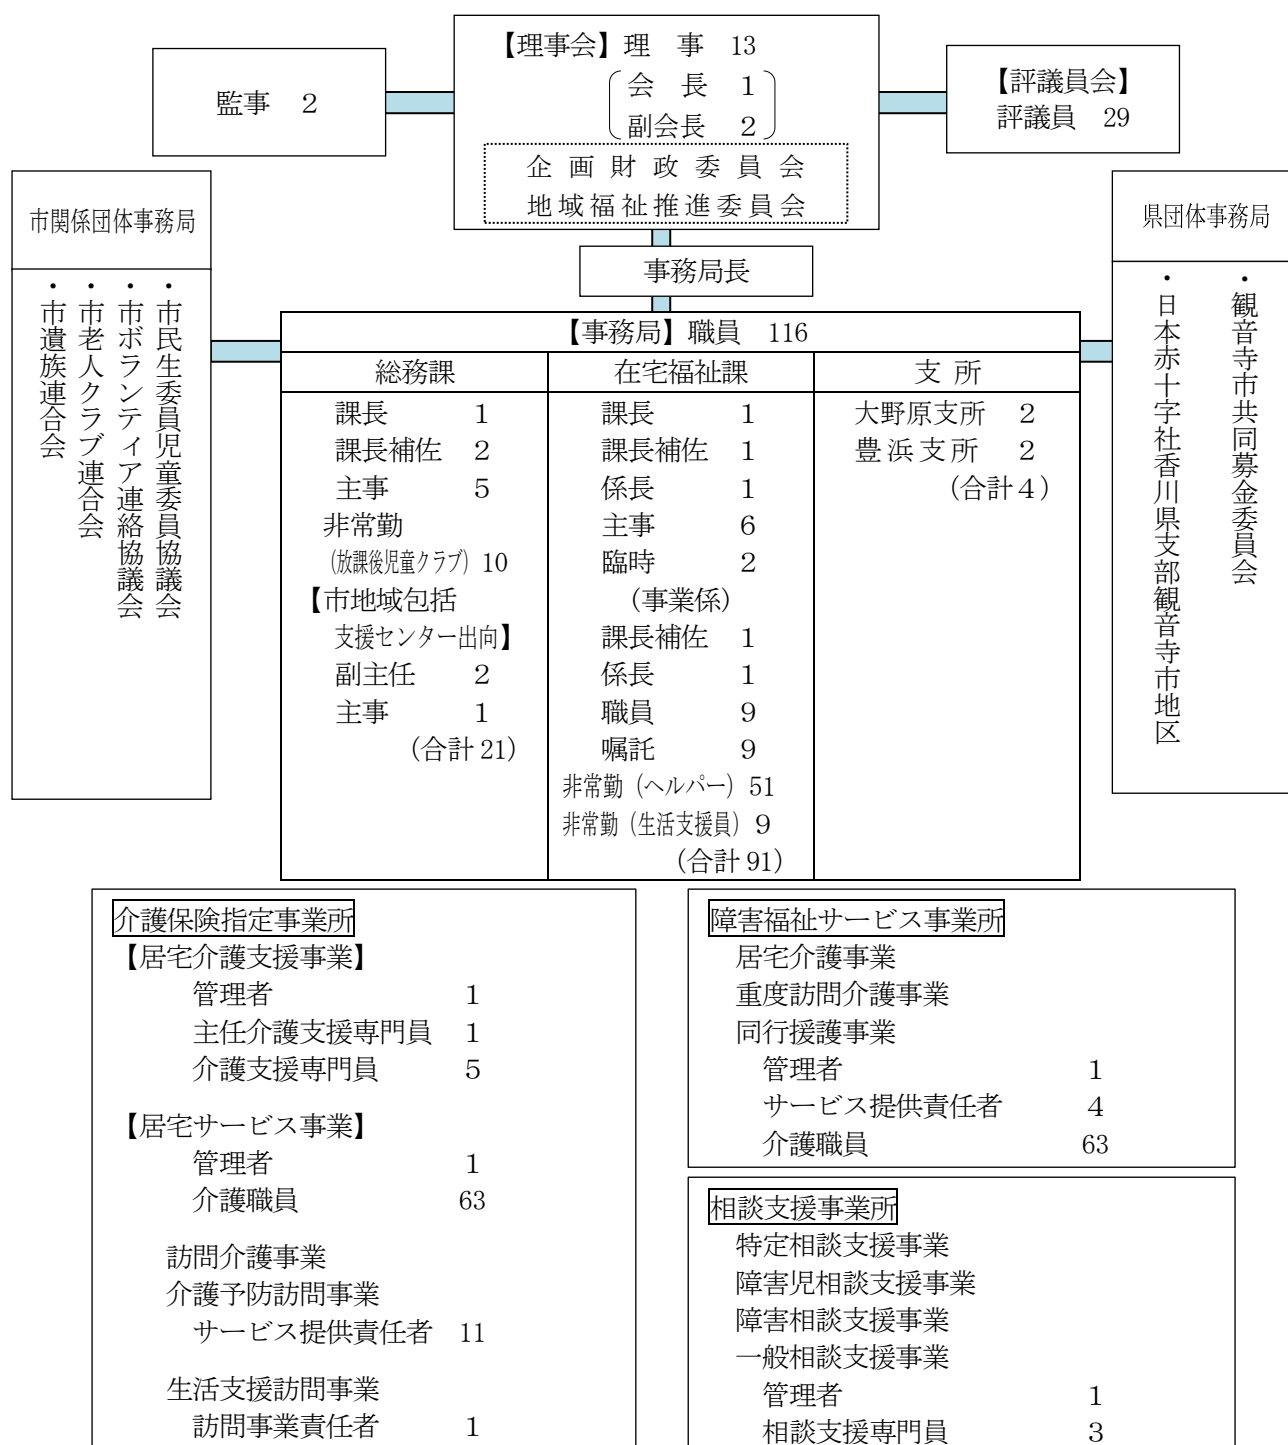 【理事会】理 事 13
会 長 1
副会長 2
企画財政委員会
地域福祉推進委員会
監事 2
【評議員会】
評議員 29
事務局長
市関係団体事務局
・市民生委員児童委員協議会
・市ボランティア連絡協議会
・市老人クラブ連合会
・市遺族連合会
県団体事務局
・観音寺市共同募金委員会
・日本赤十字社香川県支部観音寺市地区
【事務局】職員 116
総務課
課長 1
課長補佐 2
主事 5
非常勤
(放課後児童クラブ) 10
【市地域包括
支援センター出向】
副主任 2
主事 1
(合計 21)
在宅福祉課
課長 1
課長補佐 1
係長 1
主事 6
臨時 2
(事業係)
課長補佐 1
係長 1
職員 9
嘱託 9
非常勤(ヘルパー) 51
非常勤(生活支援員) 9
(合計 91)
支 所
大野原支所 2
豊浜支所 2
(合計4)
介護保険指定事業所
【居宅介護支援事業】
管理者 1
主任介護支援専門員 1
介護支援専門員 5
【居宅サービス事業】
管理者 1
介護職員 63
訪問介護事業
介護予防訪問事業
サービス提供責任者 11
生活支援訪問事業
訪問事業責任者 1
障害福祉サービス事業所
居宅介護事業
重度訪問介護事業
同行援護事業
管理者 1
サービス提供責任者 4
介護職員 63
相談支援事業所
特定相談支援事業
障害児相談支援事業
障害相談支援事業
一般相談支援事業
管理者 1
相談支援専門員 3